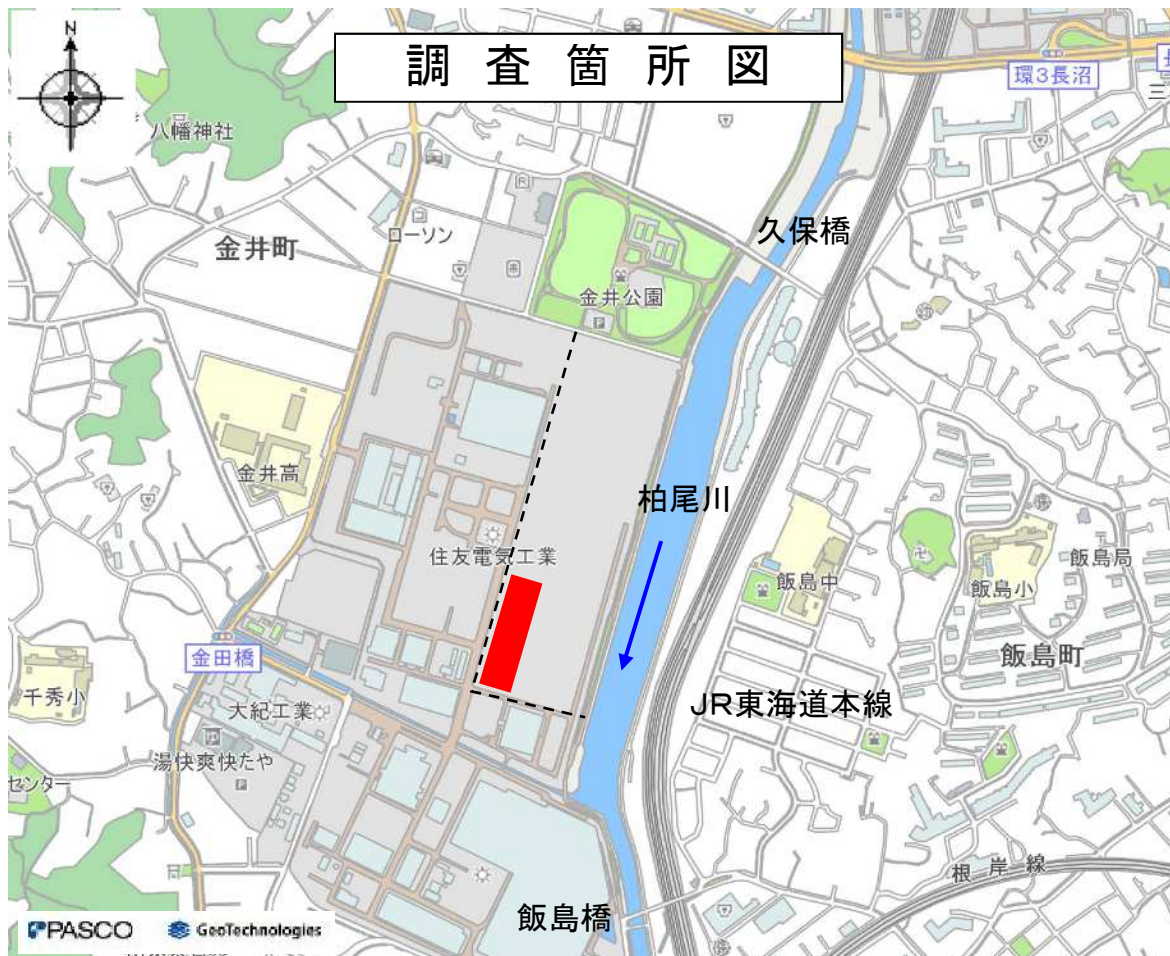 調査箇所図
N
環3長沼
三
八幡神社
久保橋
ローソン
金井町
金井公園
P
金井高
柏尾川
住友電気工業
飯島中
飯島小
飯島局
飯島町
金田橋
千秀小
大紀工業
JR東海道本線
湯快爽快たや
P
センター
根岸線
飯島橋
PASCO
GeoTechnologies